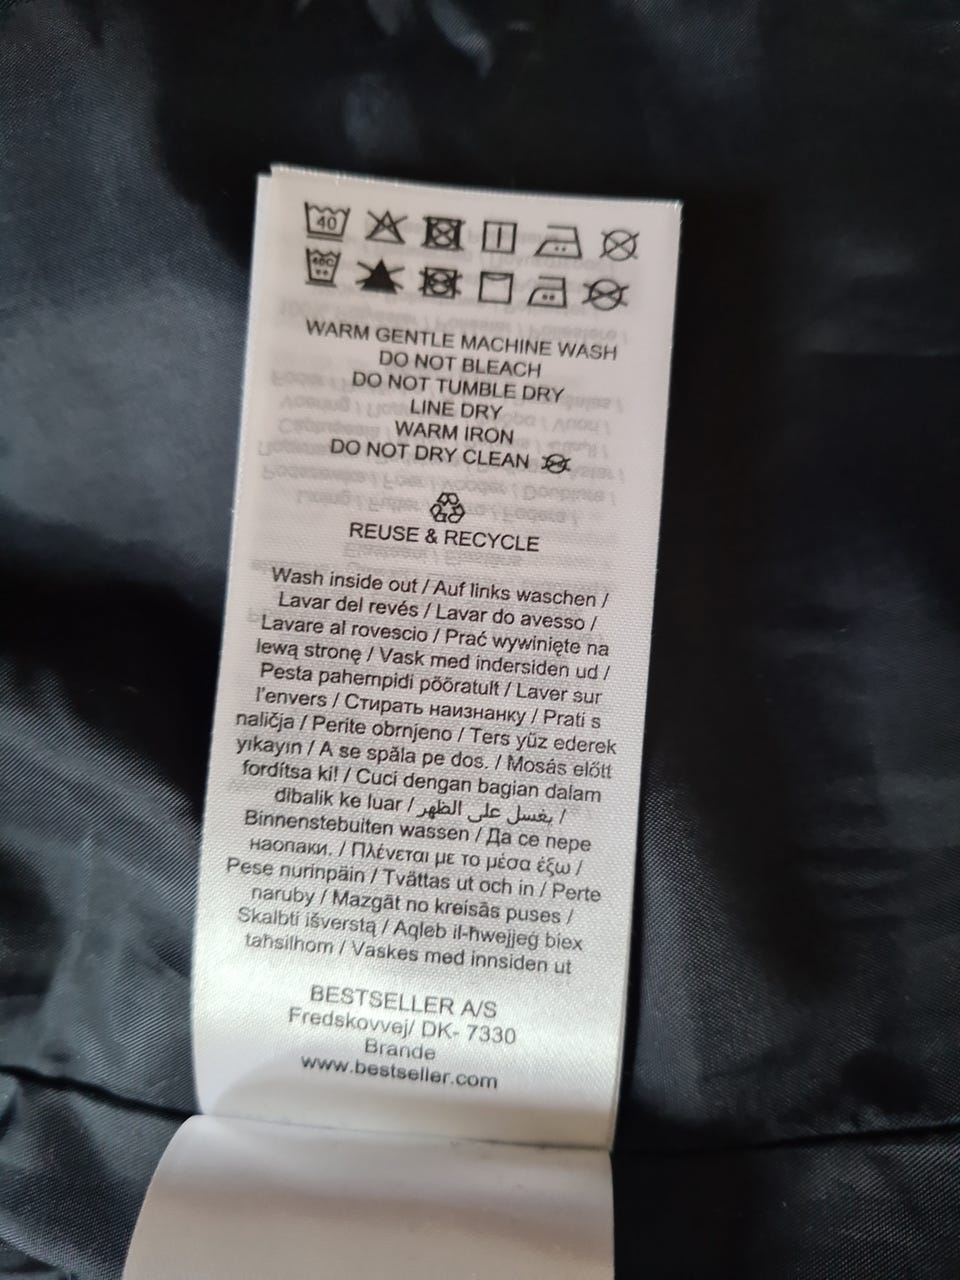 40
40C
WARM GENTLE MACHINE WASH
DO NOT BLEACH
DO NOT TUMBLE DRY
LINE DRY
WARM IRON
DO NOT DRY CLEAN
REUSE & RECYCLE
Wash inside out / Auf links waschen /
Lavar del revés / Lavar do avesso /
Lavare al rovescio / Prać wywinięte na
lewą stronę / Vask med indersiden ud /
Pesta pahempidi pööratult / Laver sur
l'envers / Стирать наизнанку / Prati s
naličja / Perite obrnjeno / Ters yüz ederek
yıkayın / A se spăla pe dos. / Mosás előtt
fordítsa ki! / Cuci dengan bagian dalam
dibalik ke luar / يغسل على الظهر /
Binnenstebuiten wassen / Да се пере
наопаки. / Πλένεται με το μέσα έξω /
Pese nurinpäin / Tvättas ut och in / Perte
naruby / Mazgāt no kreisās puses /
Skalbti išverstą / Aqleb il-ħwejjeġ biex
taħsilhom / Vaskes med innsiden ut
BESTSELLER A/S
Fredskovvej/ DK- 7330
Brande
www.bestseller.com